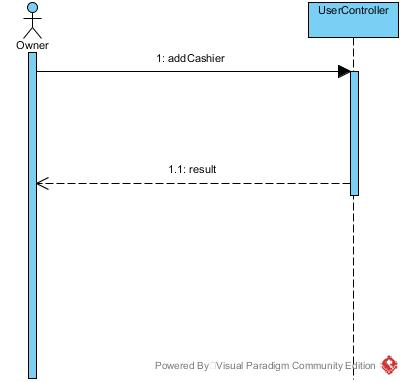 UserController
Owner
1: addCashier
1.1: result
Powered By Visual Paradigm Community Edition